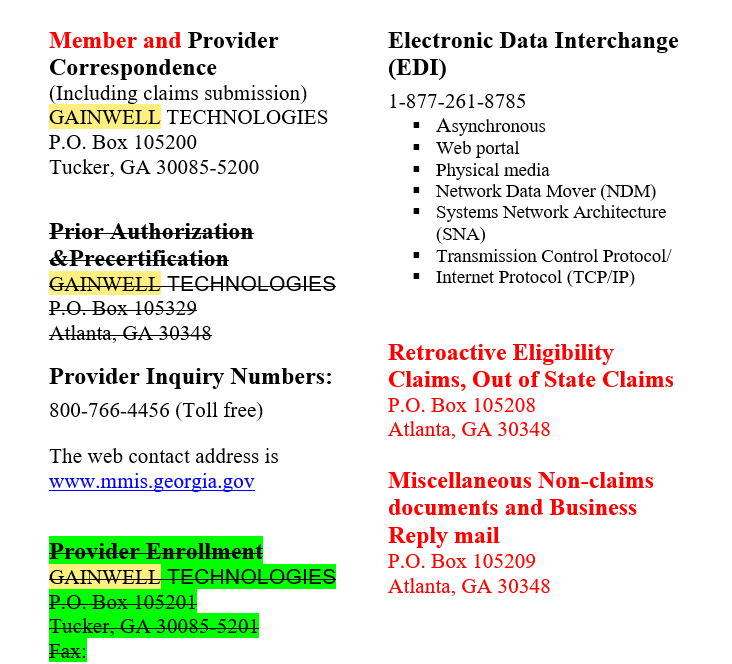 Member and Provider
Correspondence
(Including claims submission)
GAINWELL TECHNOLOGIES
P.O. Box 105200
Tucker, GA 30085-5200
Prior Authorization
&Precertification
GAINWELL TECHNOLOGIES
P.O. Box 105329
Atlanta, GA 30348
Provider Inquiry Numbers:
800-766-4456 (Toll free)
The web contact address is
www.mmis.georgia.gov
Provider Enrollment
GAINWELL TECHNOLOGIES
P.O. Box 105201
Tucker, GA 30085-5201
Fax:
Electronic Data Interchange
(EDI)
1-877-261-8785
▪ Asynchronous
▪ Web portal
▪ Physical media
▪ Network Data Mover (NDM)
▪ Systems Network Architecture
(SNA)
▪ Transmission Control Protocol/
▪ Internet Protocol (TCP/IP)
Retroactive Eligibility
Claims, Out of State Claims
P.O. Box 105208
Atlanta, GA 30348
Miscellaneous Non-claims
documents and Business
Reply mail
P.O. Box 105209
Atlanta, GA 30348